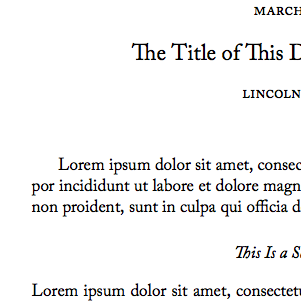 MARCH
The Title of This D
LINCOLN
Lorem ipsum dolor sit amet, consec
por incididunt ut labore et dolore magn
non proident, sunt in culpa qui officia d
This Is a S
Lorem ipsum dolor sit amet, consectetu